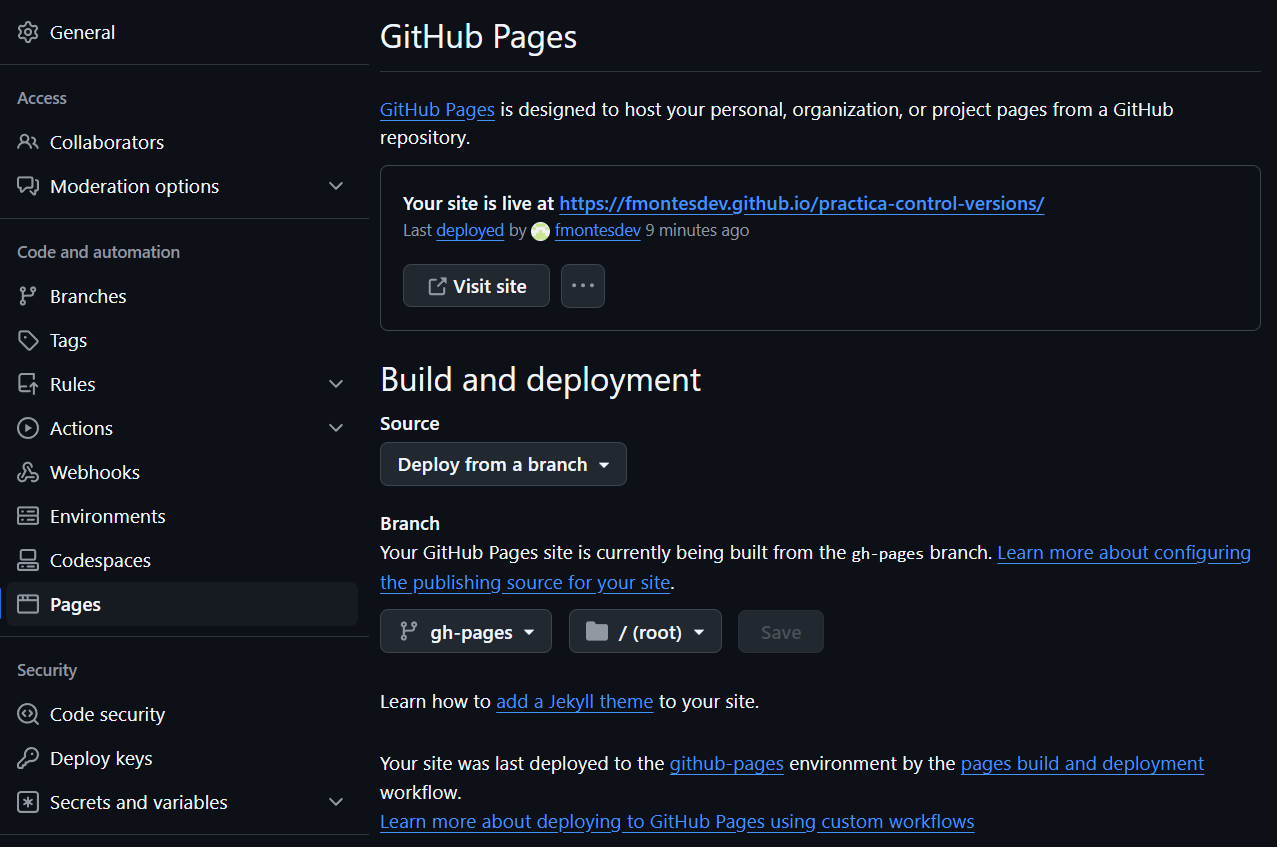 General
Access
Collaborators
Moderation options
Code and automation
Branches
Tags
Rules
Actions
Webhooks
Environments
Codespaces
Pages
Security
Code security
Deploy keys
Secrets and variables
GitHub Pages
GitHub Pages is designed to host your personal, organization, or project pages from a GitHub
repository.
Your site is live at https://fmontesdev.github.io/practica-control-versions/
Last deployed by fmontesdev 9 minutes ago
Visit site
Build and deployment
Source
Deploy from a branch
Branch
Your GitHub Pages site is currently being built from the gh-pages branch. Learn more about configuring
the publishing source for your site.
gh-pages / (root) Save
Learn how to add a Jekyll theme to your site.
Your site was last deployed to the github-pages environment by the pages build and deployment
workflow.
Learn more about deploying to GitHub Pages using custom workflows